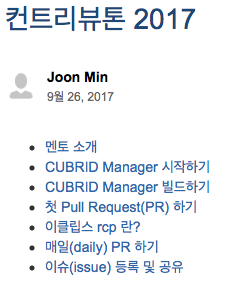 컨트리뷰톤 2017
Joon Min
9월 26, 2017
멘토 소개
CUBRID Manager 시작하기
CUBRID Manager 빌드하기
첫 Pull Request(PR) 하기
이클립스 rcp 란?
매일(daily) PR 하기
이슈(issue) 등록 및 공유